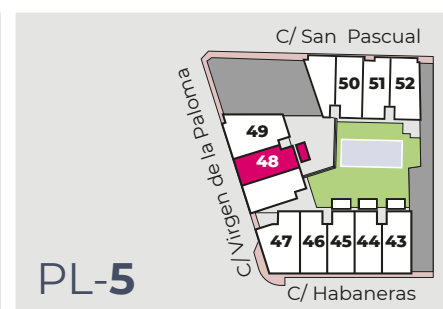 C/ San Pascual
50 51 52
C/ Virgen de la Paloma
49
48
47 46 45 44 43
PL-5
C/ Habaneras